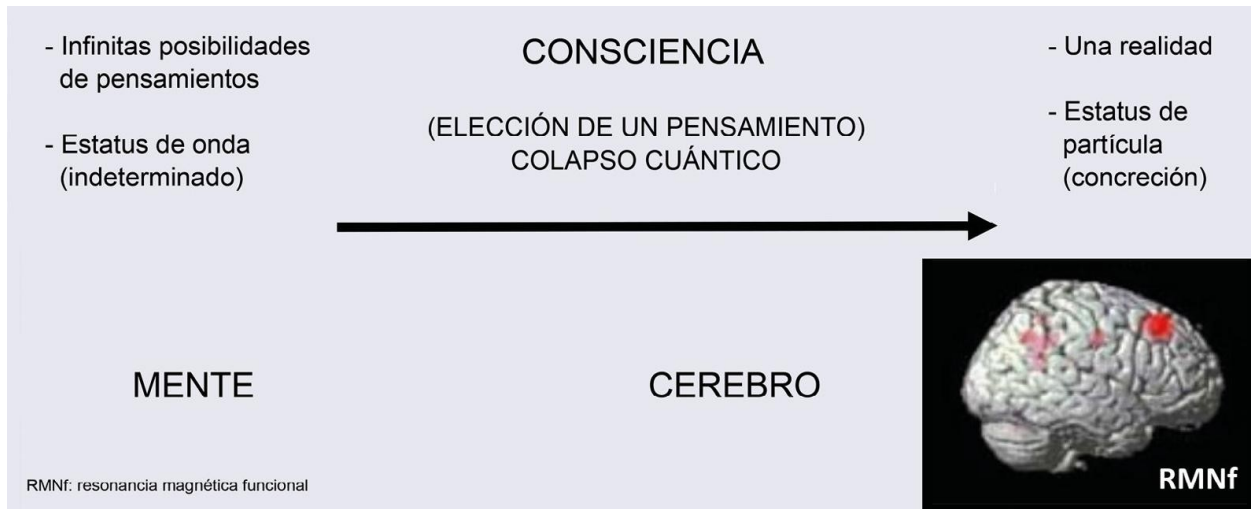 - Infinitas posibilidades
de pensamientos
- Estatus de onda
(indeterminado)
CONSCIENCIA
(ELECCIÓN DE UN PENSAMIENTO)
COLAPSO CUÁNTICO
- Una realidad
- Estatus de
partícula
(concreción)
MENTE
CEREBRO
RMNf
RMNf: resonancia magnética funcional